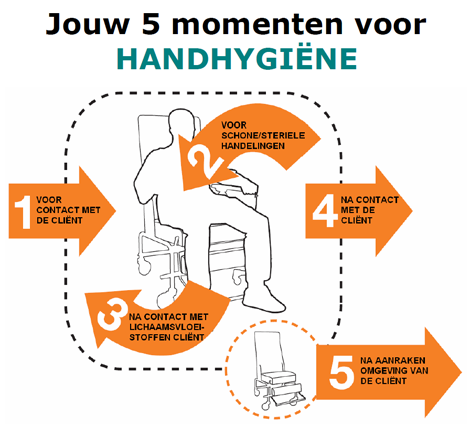 Jouw 5 momenten voor
HANDHYGIËNE
1
VOOR
CONTACT MET
DE CLIËNT
2
VOOR
SCHONE/STERIELE
HANDELINGEN
3
NA CONTACT MET
LICHAAMSVLOEI-
STOFFEN CLIËNT
4
NA CONTACT
MET DE
CLIËNT
5
NA AANRAKEN
OMGEVING VAN
DE CLIËNT